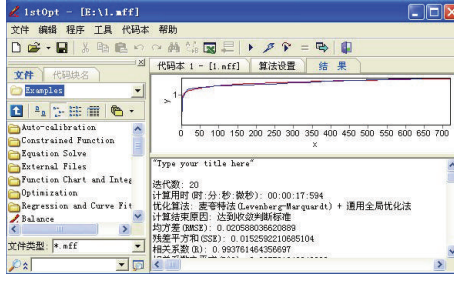 1stOpt - [E:\1.mff]
文件 编辑 程序 工具 代码本 帮助
文件 代码块名
Examples
Auto-calibration
Constrained Function
Equation Solve
External Files
Function Chart and Integ
Optimization
Regression and Curve Fit
Balance
文件类型: *.mff
代码本 1 - [1.mff] 算法设置 结 果
y
1
0 50 100 150 200 250 300 350 400 450 500 550 600 650 700
x
"Type your title here"
迭代数: 20
计算用时(时:分:秒:微秒): 00:00:17:594
优化算法: 麦夸特法(Levenberg-Marquardt) + 通用全局优化法
计算结束原因: 达到收敛判断标准
均方差(RMSE): 0.020588036620889
残差平方和(SSE): 0.0152592210685104
相关系数(R): 0.993761464356697